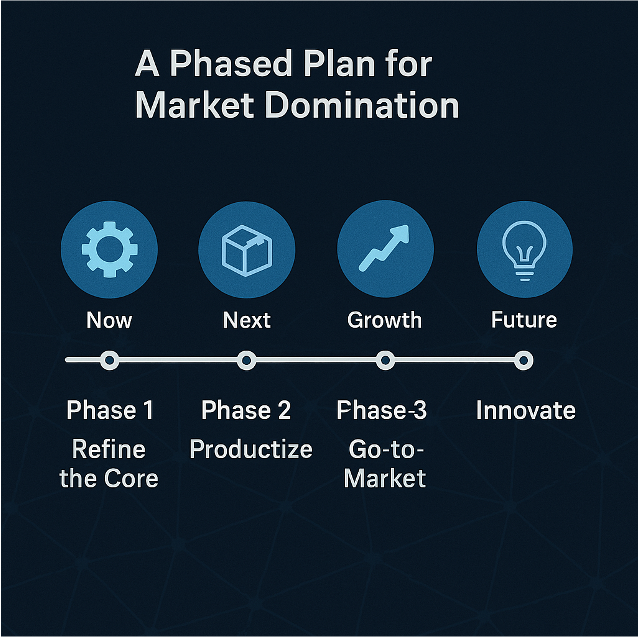 A Phased Plan for
Market Domination
Now
Next
Growth
Future
Phase 1
Phase 2
Fhase-3
Innovate
Refine
the Core
Productize
Go-to-
Market